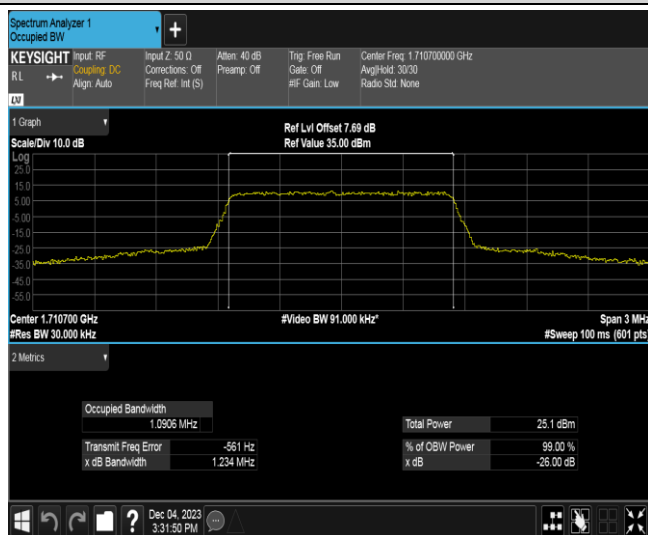 Spectrum Analyzer 1
Occupied BW
+
KEYSIGHT
RL
LXI
Input: RF
Coupling: DC
Align: Auto
Input Z: 50 Ω
Corrections: Off
Freq Ref: Int (S)
Atten: 40 dB
Preamp: Off
Trig: Free Run
Gate: Off
#IF Gain: Low
Center Freq: 1.710700000 GHz
Avg|Hold: 30/30
Radio Std: None
1 Graph
Scale/Div 10.0 dB
Ref Lvl Offset 7.69 dB
Ref Value 35.00 dBm
Log
25.0
15.0
5.00
-5.00
-15.0
-25.0
-35.0
-45.0
-55.0
Center 1.710700 GHz
#Video BW 91.000 kHz*
Span 3 MHz
#Res BW 30.000 kHz
#Sweep 100 ms (601 pts)
2 Metrics
Occupied Bandwidth
1.0906 MHz
Total Power 25.1 dBm
Transmit Freq Error -561 Hz
% of OBW Power 99.00 %
x dB Bandwidth 1.234 MHz
x dB -26.00 dB
?
Dec 04, 2023
3:31:50 PM